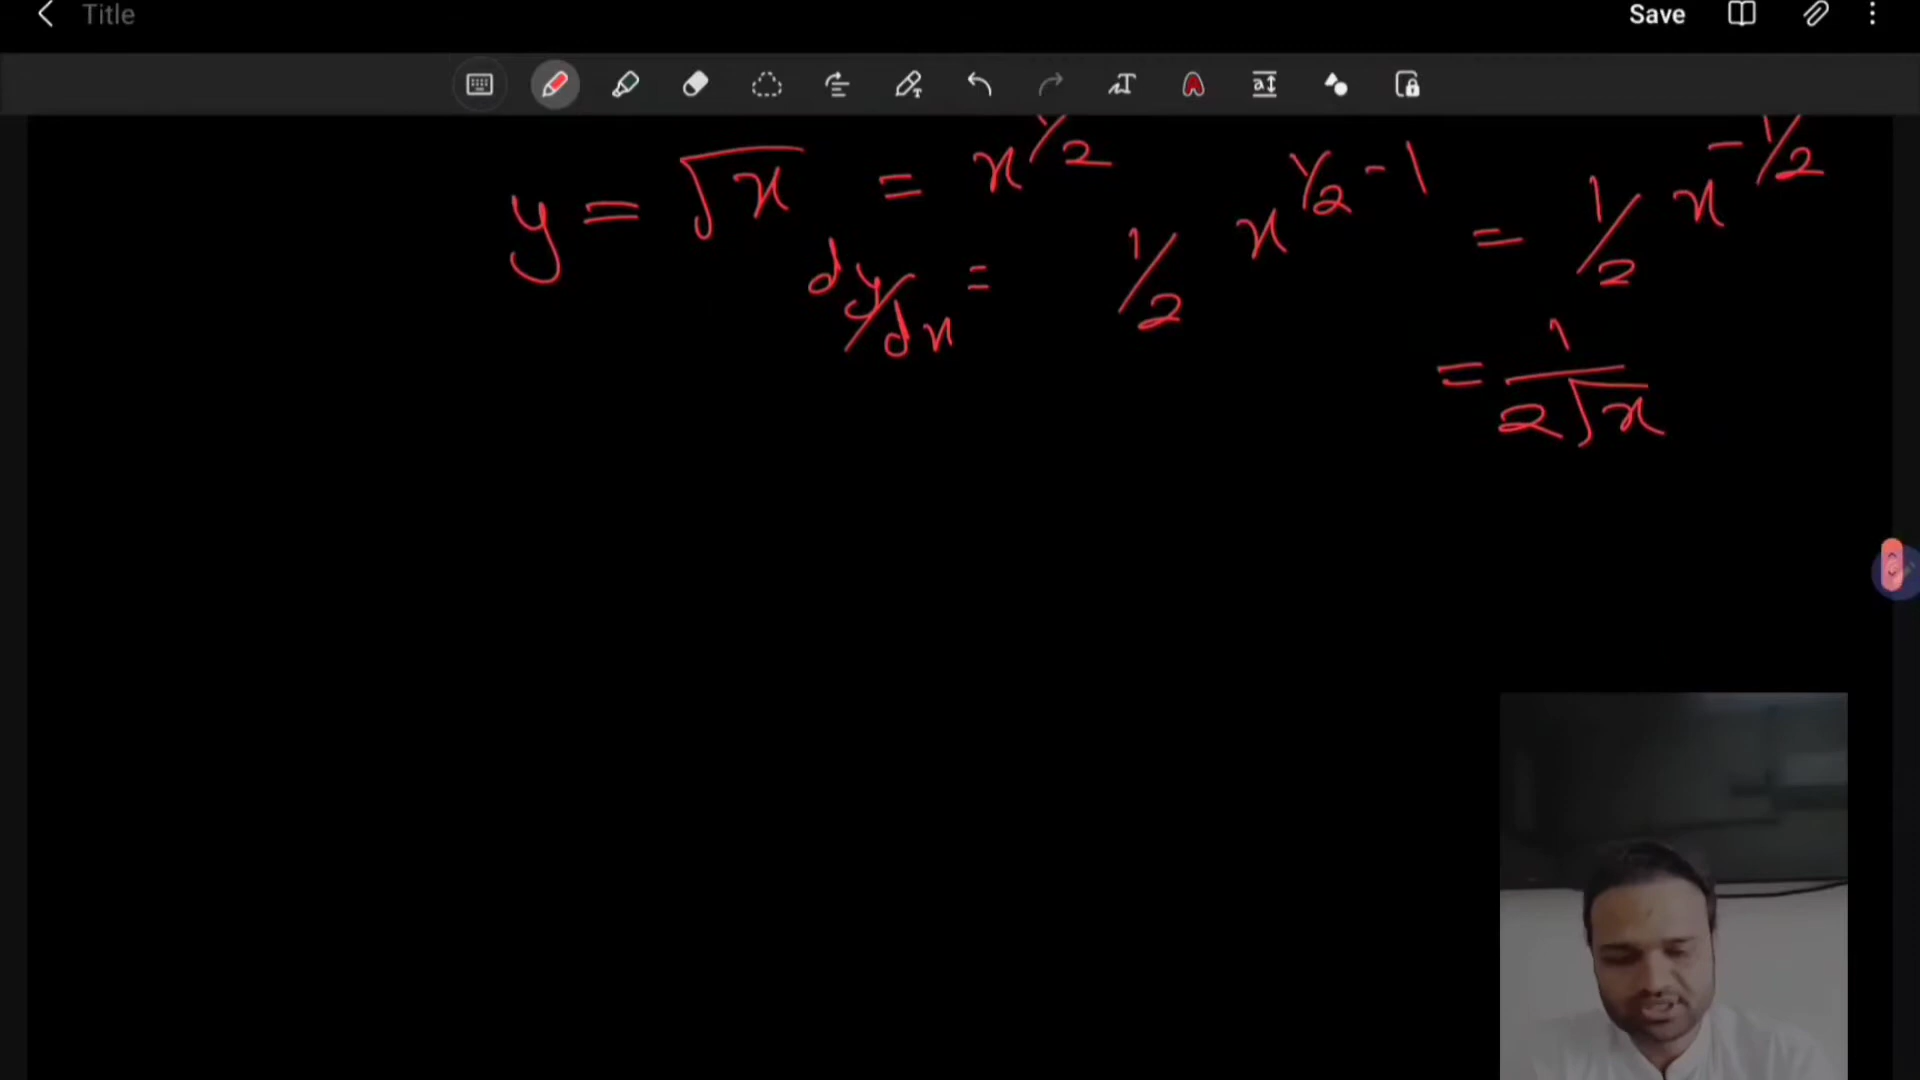 Title
Save
y = √x = x^1/2
dy/dx = 1/2 x^1/2 - 1 = 1/2 x^-1/2
= 1/2√x